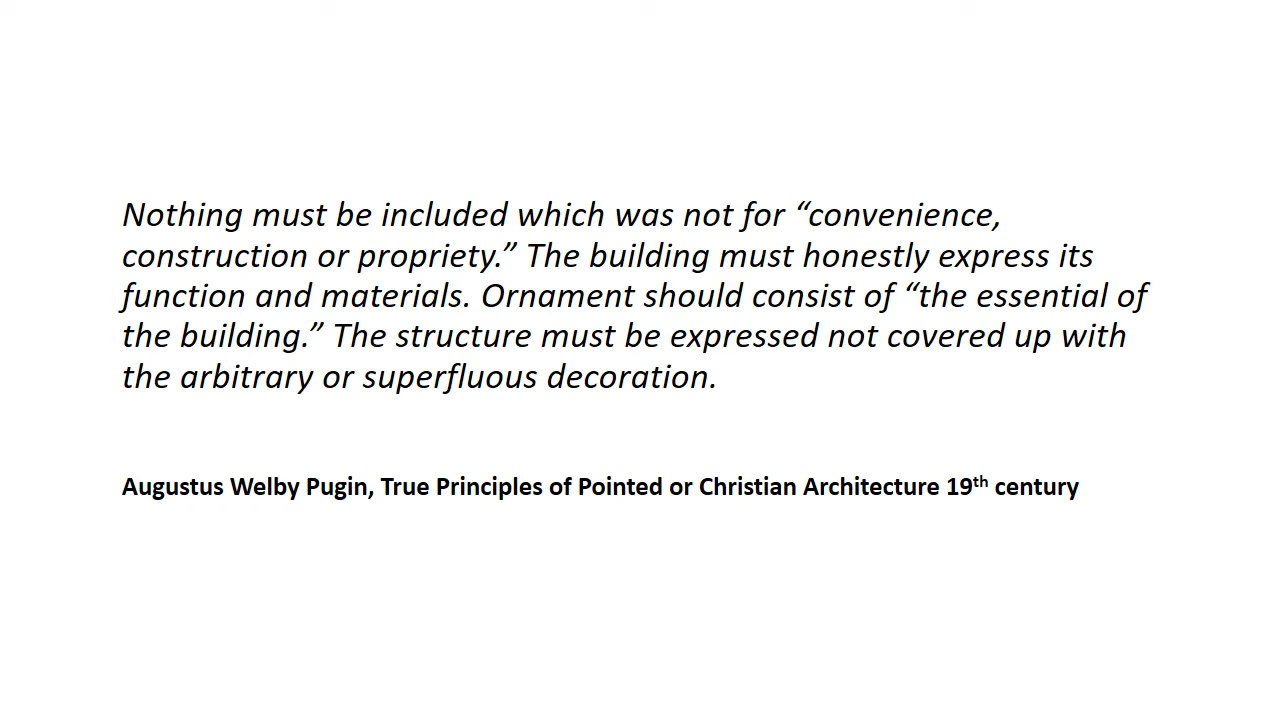 Nothing must be included which was not for “convenience,
construction or propriety.” The building must honestly express its
function and materials. Ornament should consist of “the essential of
the building.” The structure must be expressed not covered up with
the arbitrary or superfluous decoration.
Augustus Welby Pugin, True Principles of Pointed or Christian Architecture 19th century